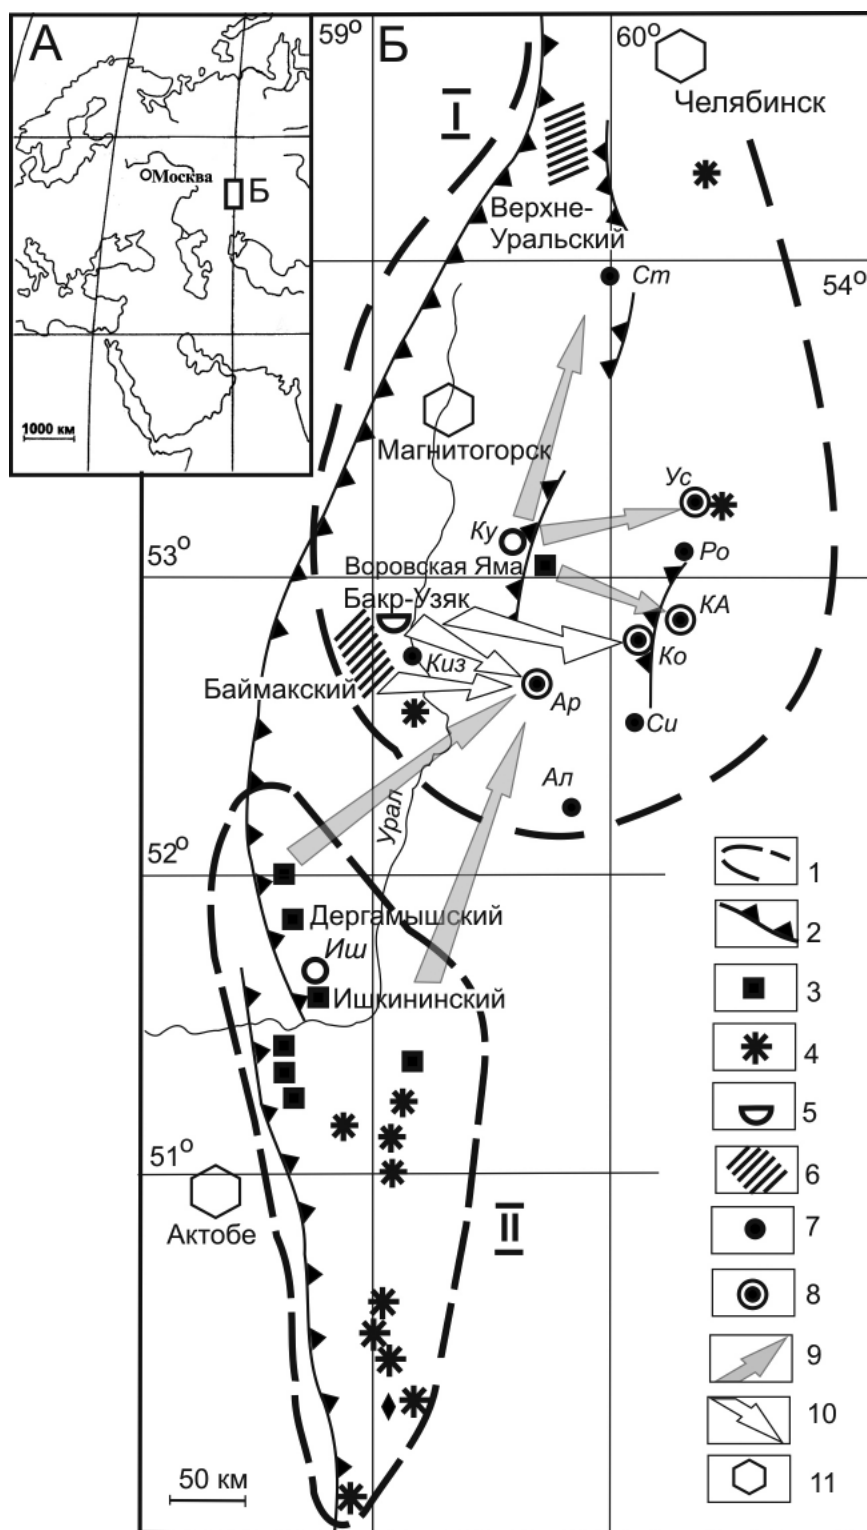 А
Москва
Б
1000 км
59°
Б
60°
I
Челябинск
Верхне-
Уральский
Ст
54°
Магнитогорск
Ус
Ку
53°
Воровская Яма
Ро
Бакр-Узяк
КА
Киз
Ко
Баймакский
Ар
Си
Ал
Урал
52°
Дергамышский
Иш
Ишкининский
51°
Актобе
II
50 км
1
2
3
4
5
6
7
8
9
10
11